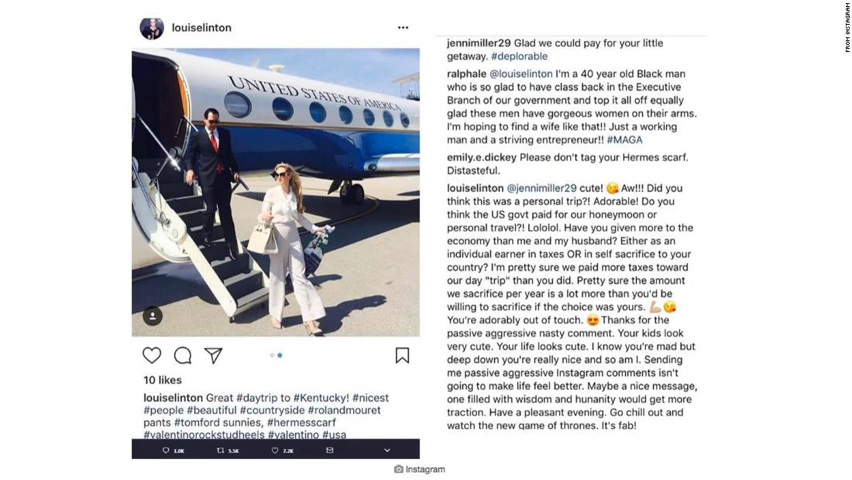 FROM INSTAGRAM
louiselinton
UNITED STATES OF AMERICA
10 likes
louiselinton Great #daytrip to #Kentucky! #nicest
#people #beautiful #countryside #rolandmouret
pants #tomford sunnies, #hermesscarf
#valentinorockstudheels #valentino #usa
1.0K 5.5K 7.2K
jennimiller29 Glad we could pay for your little
getaway. #deplorable
ralphale @louiselinton I'm a 40 year old Black man
who is so glad to have class back in the Executive
Branch of our government and top it all off equally
glad these men have gorgeous women on their arms.
I'm hoping to find a wife like that!! Just a working
man and a striving entrepreneur!! #MAGA
emily.e.dickey Please don't tag your Hermes scarf.
Distasteful.
louiselinton @jennimiller29 cute! 😘 Aw!!! Did you
think this was a personal trip?! Adorable! Do you
think the US govt paid for our honeymoon or
personal travel?! Lololol. Have you given more to the
economy than me and my husband? Either as an
individual earner in taxes OR in self sacrifice to your
country? I'm pretty sure we paid more taxes toward
our day "trip" than you did. Pretty sure the amount
we sacrifice per year is a lot more than you'd be
willing to sacrifice if the choice was yours. 💪🏼😘
You're adorably out of touch. 😍 Thanks for the
passive aggressive nasty comment. Your kids look
very cute. Your life looks cute. I know you're mad but
deep down you're really nice and so am I. Sending
me passive aggressive Instagram comments isn't
going to make life feel better. Maybe a nice message,
one filled with wisdom and hunanity would get more
traction. Have a pleasant evening. Go chill out and
watch the new game of thrones. It's fab!
Instagram